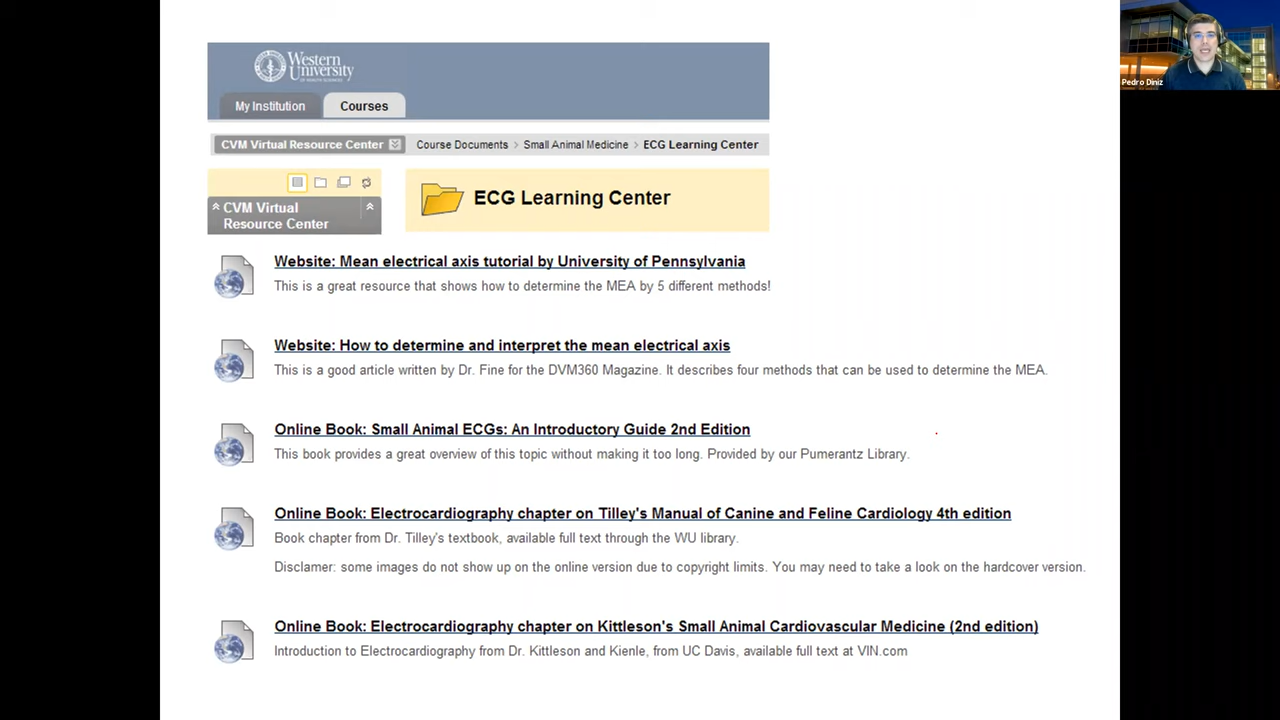 Western
University
OF HEALTH SCIENCES
Pedro Diniz
My Institution
Courses
CVM Virtual Resource Center
Course Documents > Small Animal Medicine > ECG Learning Center
CVM Virtual
Resource Center
ECG Learning Center
Website: Mean electrical axis tutorial by University of Pennsylvania
This is a great resource that shows how to determine the MEA by 5 different methods!
Website: How to determine and interpret the mean electrical axis
This is a good article written by Dr. Fine for the DVM360 Magazine. It describes four methods that can be used to determine the MEA.
Online Book: Small Animal ECGs: An Introductory Guide 2nd Edition
This book provides a great overview of this topic without making it too long. Provided by our Pumerantz Library.
Online Book: Electrocardiography chapter on Tilley's Manual of Canine and Feline Cardiology 4th edition
Book chapter from Dr. Tilley's textbook, available full text through the WU library.
Disclamer: some images do not show up on the online version due to copyright limits. You may need to take a look on the hardcover version.
Online Book: Electrocardiography chapter on Kittleson's Small Animal Cardiovascular Medicine (2nd edition)
Introduction to Electrocardiography from Dr. Kittleson and Kienle, from UC Davis, available full text at VIN.com